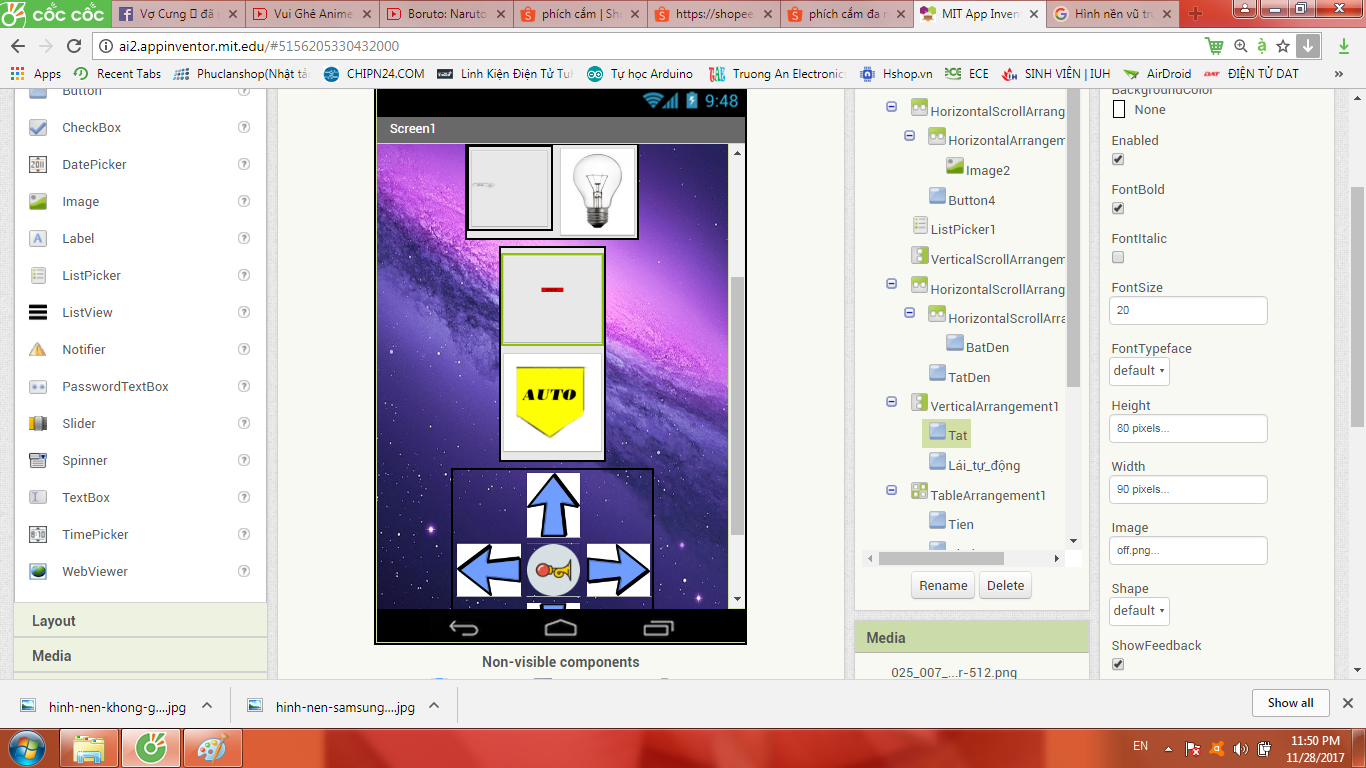 cốc cốc
Vợ Cưng đã
Vui Ghê Anime
Boruto: Naruto
phích cắm | Sh
https://shopee
phích cắm đa n
MIT App Inven
Hình nền vũ tr
ai2.appinventor.mit.edu/#5156205330432000
Apps
Recent Tabs
Phuclanshop(Nhật tả
CHIPN24.COM
Linh Kiện Điện Tử Tu
Tự học Arduino
Truong An Electronic
Hshop.vn
ECE
SINH VIÊN | IUH
AirDroid
ĐIỆN TỬ DAT
»
Button
CheckBox
DatePicker
Image
Label
ListPicker
ListView
Notifier
PasswordTextBox
Slider
Spinner
TextBox
TimePicker
WebViewer
Layout
Media
9:48
Screen1
AUTO
Non-visible components
HorizontalScrollArrang
HorizontalArrangem
Image2
Button4
ListPicker1
VerticalScrollArrangem
HorizontalScrollArrang
HorizontalScrollArra
BatDen
TatDen
VerticalArrangement1
Tat
Lái_tự_động
TableArrangement1
Tien
Rename
Delete
Media
025_007_...r-512.png
BackgroundColor
None
Enabled
FontBold
FontItalic
FontSize
20
FontTypeface
default
Height
80 pixels...
Width
90 pixels...
Image
off.png...
Shape
default
ShowFeedback
hinh-nen-khong-g....jpg
hinh-nen-samsung....jpg
Show all
EN
11:50 PM
11/28/2017